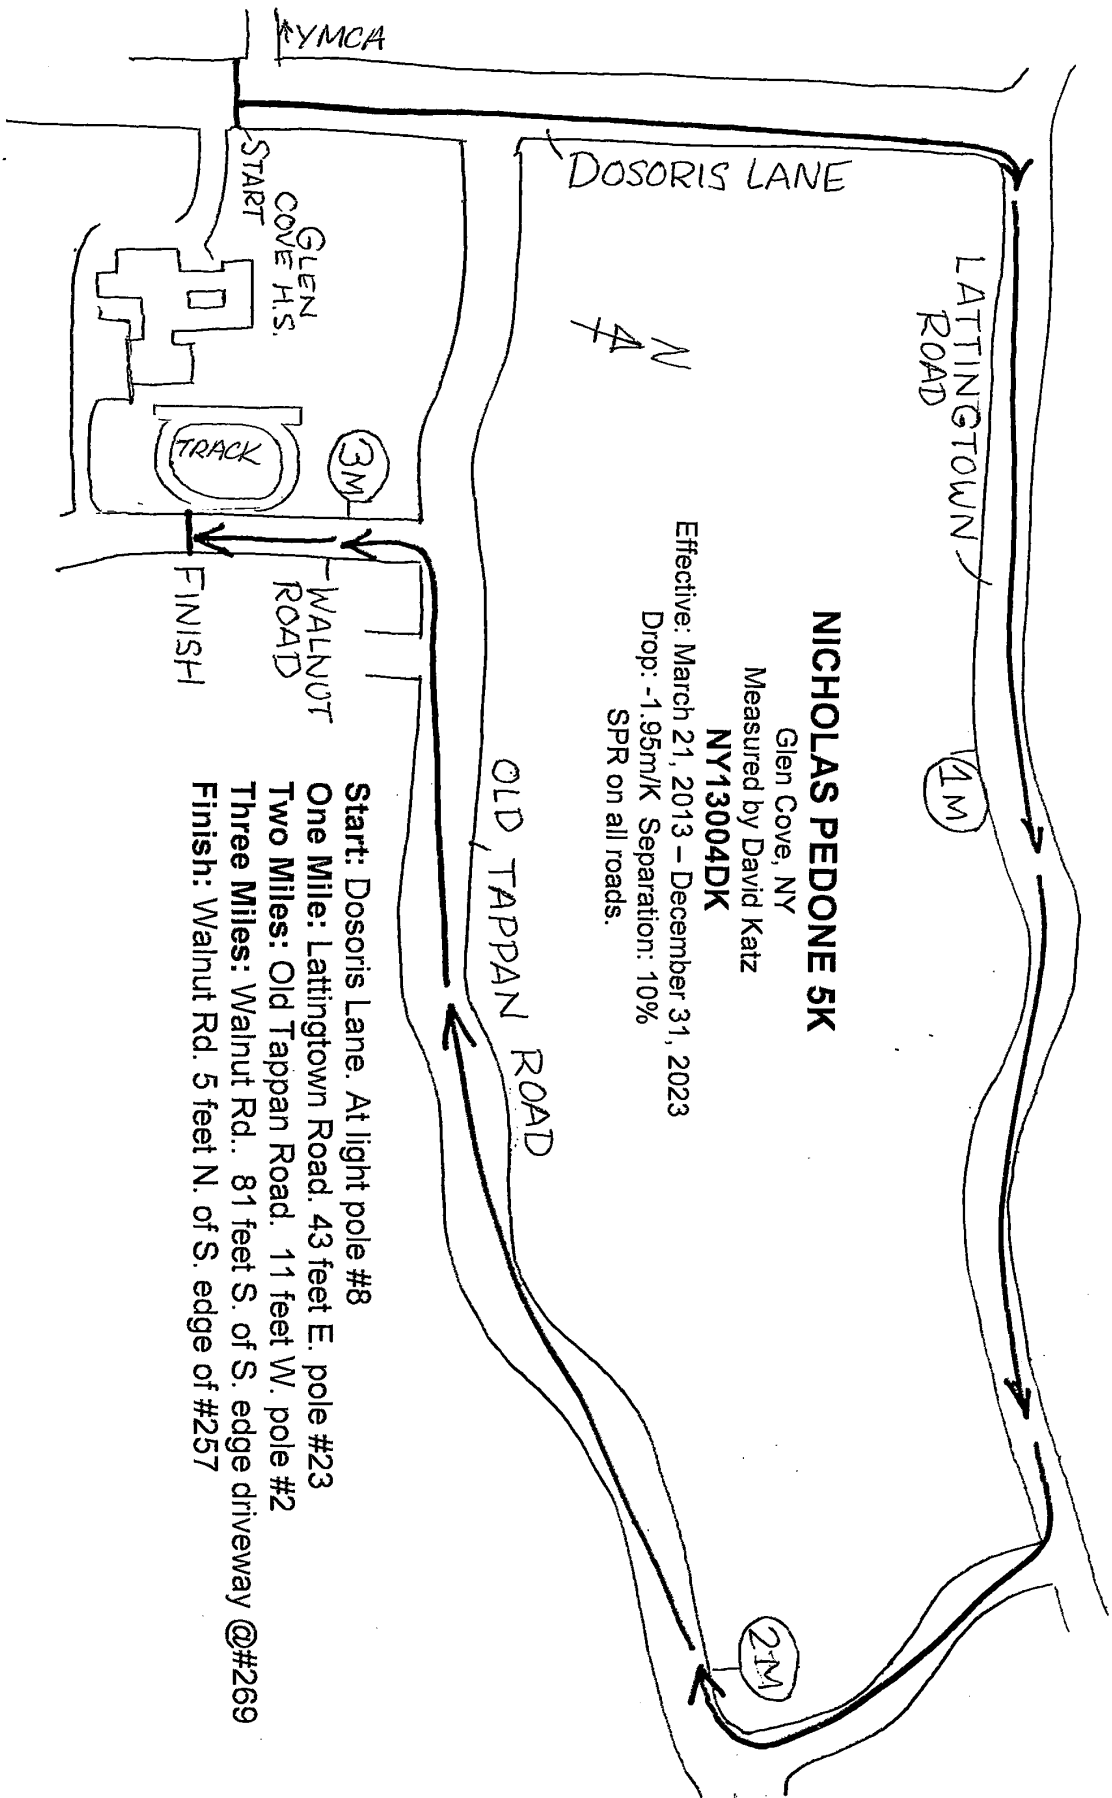 ↑YMCA
START
GLEN
COVE H.S.
TRACK
3M
FINISH
WALNUT
ROAD
DOSORIS LANE
N
LATTINGTOWN
ROAD
1M
NICHOLAS PEDONE 5K
Glen Cove, NY
Measured by David Katz
NY13004DK
Effective: March 21, 2013 – December 31, 2023
Drop: -1.95m/K Separation: 10%
SPR on all roads.
OLD TAPPAN ROAD
2M
Start: Dosoris Lane. At light pole #8
One Mile: Lattingtown Road. 43 feet E. pole #23
Two Miles: Old Tappan Road. 11 feet W. pole #2
Three Miles: Walnut Rd.. 81 feet S. of S. edge driveway @#269
Finish: Walnut Rd. 5 feet N. of S. edge of #257